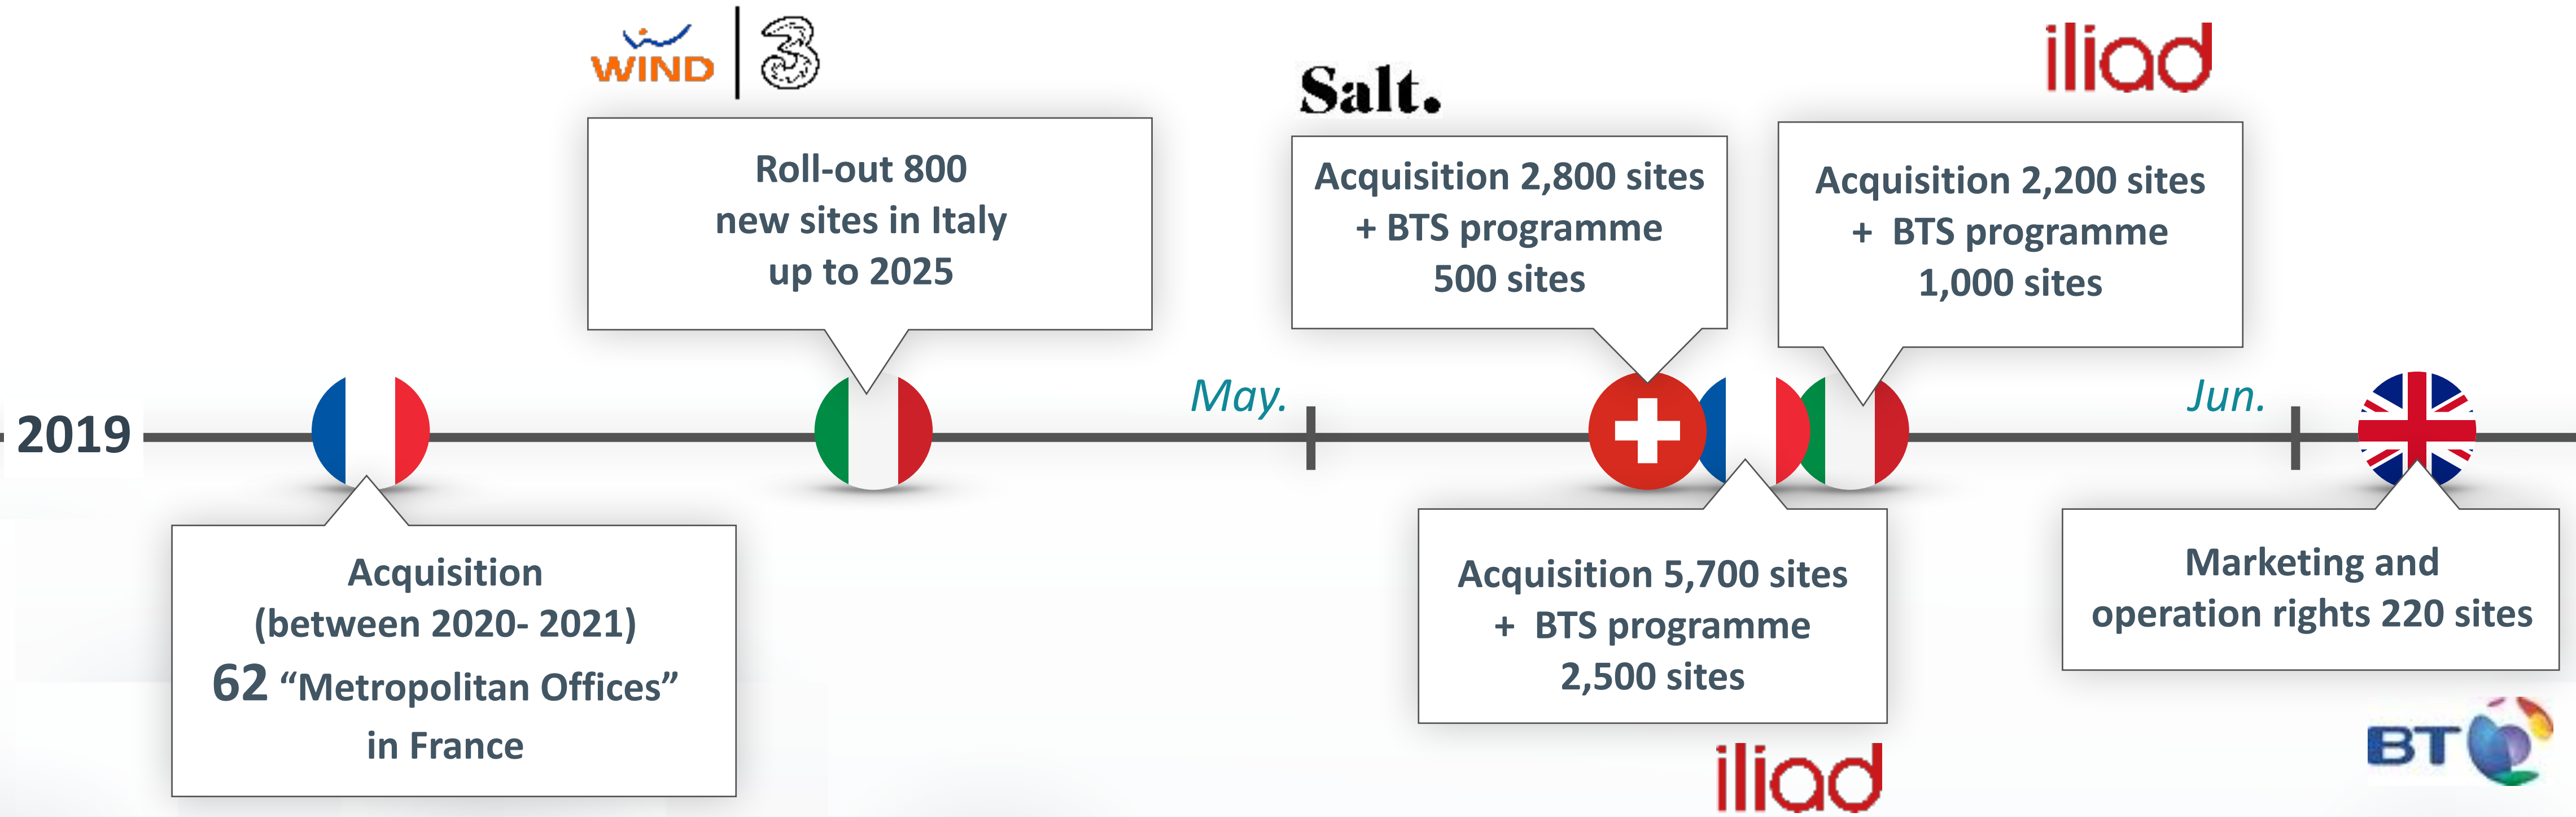 WIND
3
Roll-out 800
new sites in Italy
up to 2025
Salt.
Acquisition 2,800 sites
+ BTS programme
500 sites
iliad
Acquisition 2,200 sites
+ BTS programme
1,000 sites
2019
May.
Jun.
Acquisition
(between 2020- 2021)
62 “Metropolitan Offices”
in France
Acquisition 5,700 sites
+ BTS programme
2,500 sites
iliad
Marketing and
operation rights 220 sites
BT